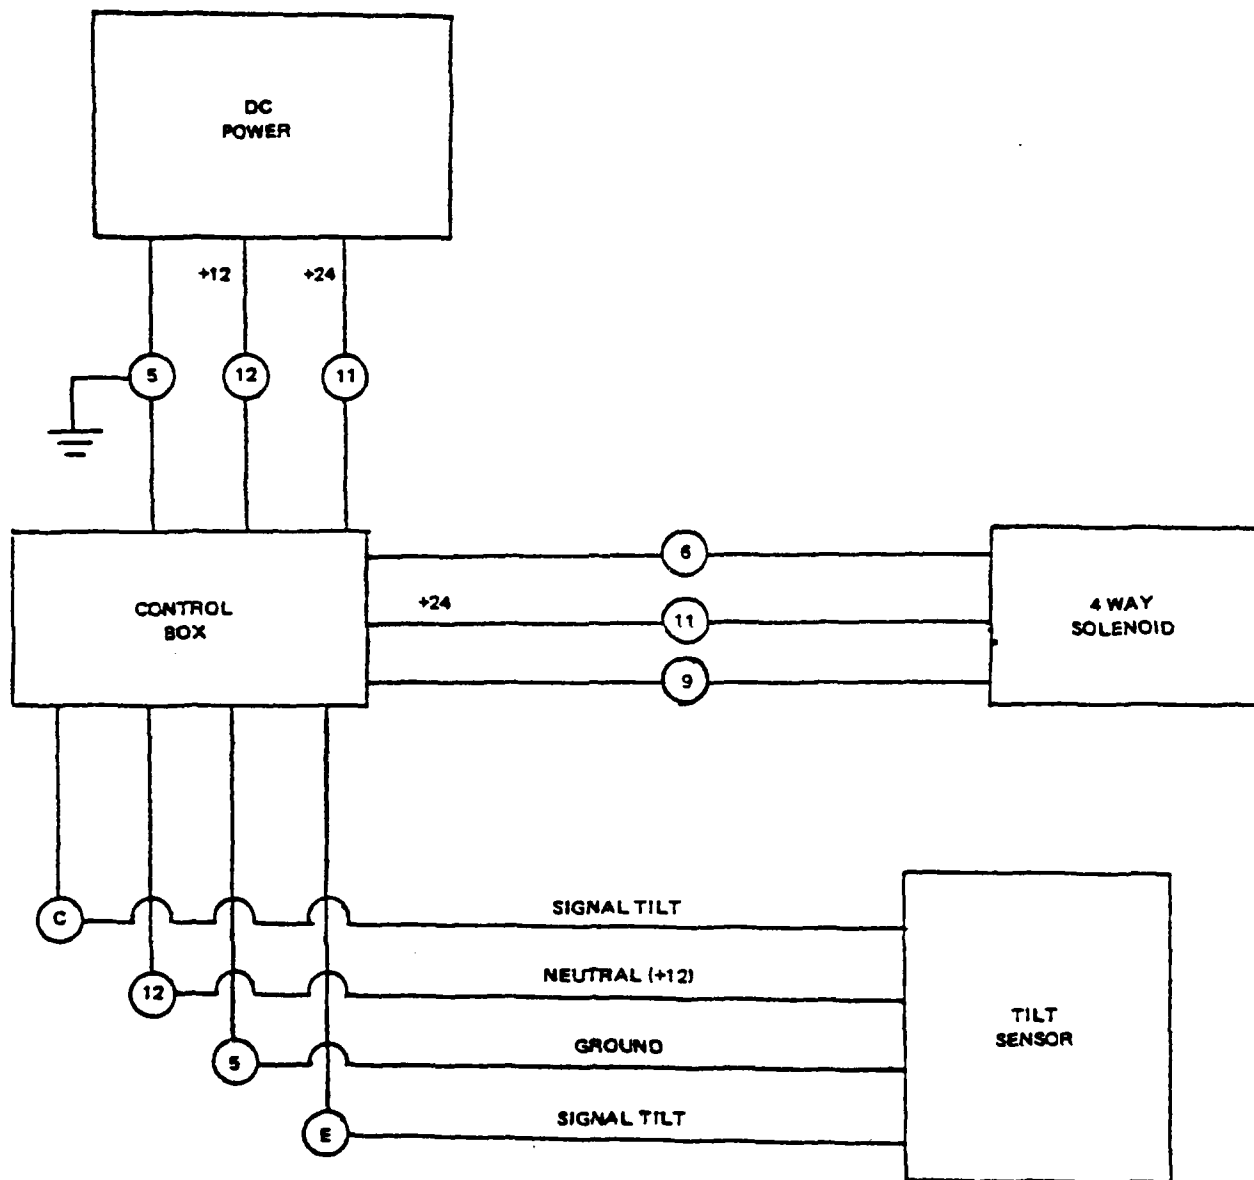 DC
POWER
+12
+24
5
12
11
CONTROL
BOX
+24
6
11
9
4 WAY
SOLENOID
C
SIGNAL TILT
12
NEUTRAL (+12)
5
GROUND
E
SIGNAL TILT
TILT
SENSOR